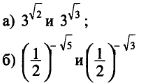 а) 3^√2 и 3^√3 ;
б) (1/2)^−√5 и (1/2)^−√3